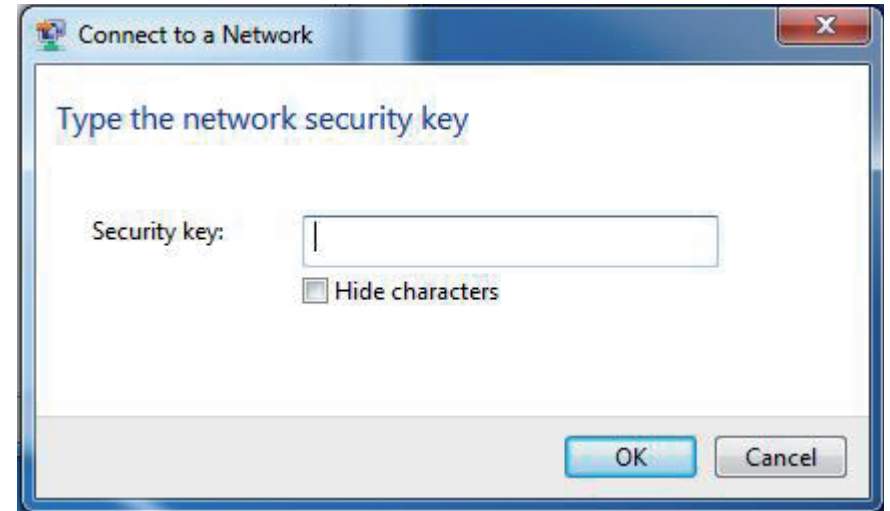 Connect to a Network
Type the network security key
Security key:
Hide characters
OK Cancel